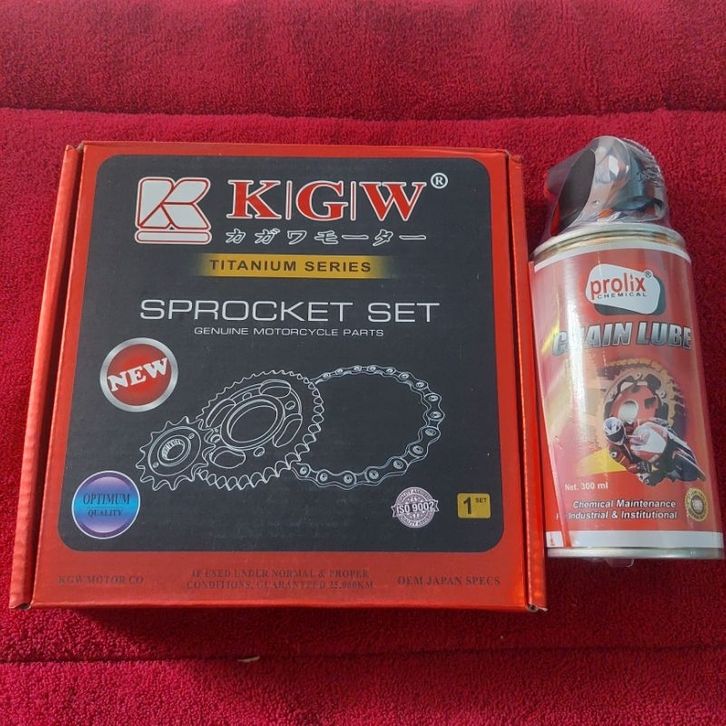 K|G|W®
カガワモーター
TITANIUM SERIES
SPROCKET SET
GENUINE MOTORCYCLE PARTS
NEW
OPTIMUM
QUALITY
ISO 9002
1 SET
KGW MOTOR CO
IF USED UNDER NORMAL & PROPER
CONDITIONS, GUARANTEED 25.000KM
OEM JAPAN SPECS
prolix®
CHEMICAL
CHAIN LUBE
Net. 300 ml
Chemical Maintenance
Industrial & Institutional